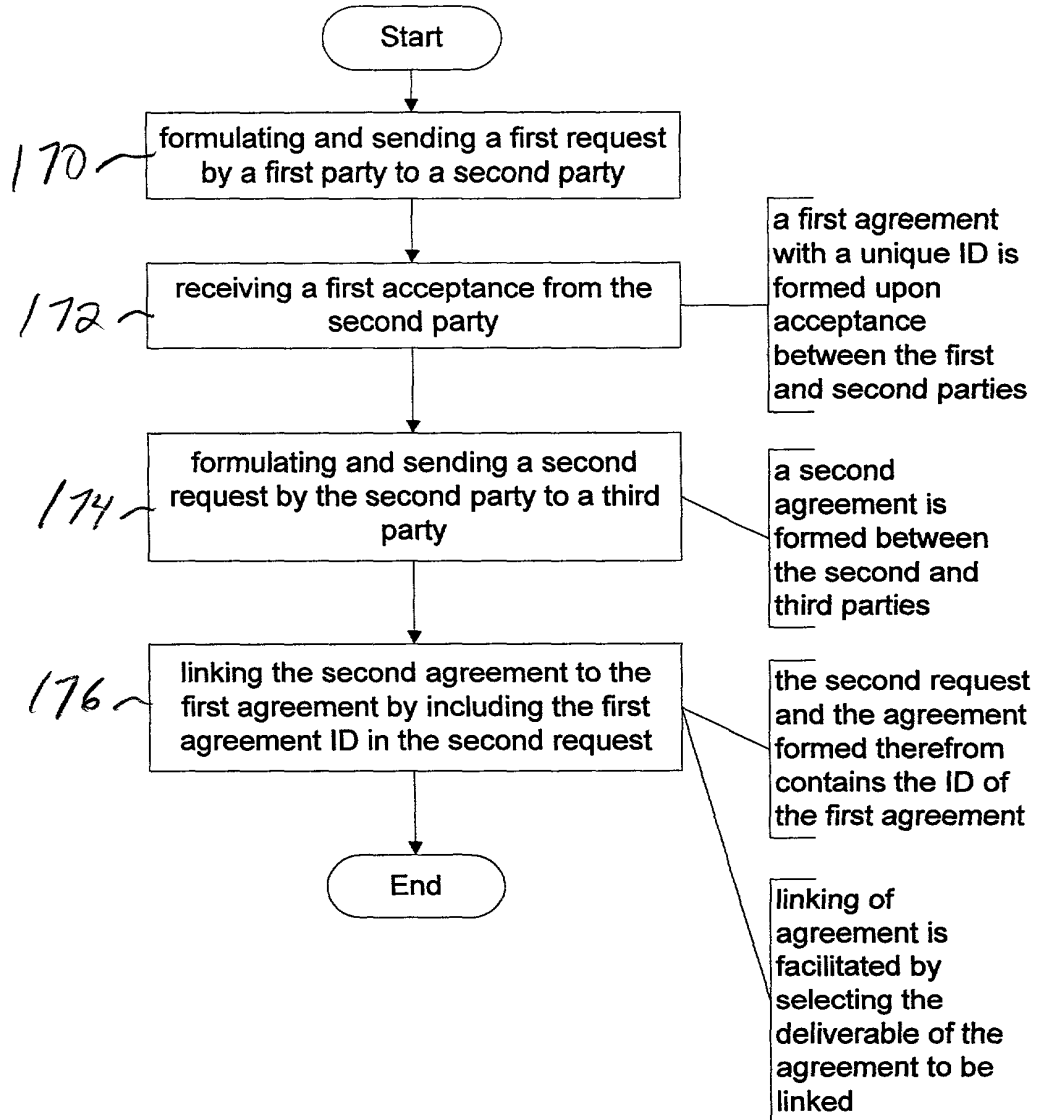 Start
170
formulating and sending a first request
by a first party to a second party
172
receiving a first acceptance from the
second party
a first agreement
with a unique ID is
formed upon
acceptance
between the first
and second parties
174
formulating and sending a second
request by the second party to a third
party
a second
agreement is
formed between
the second and
third parties
176
linking the second agreement to the
first agreement by including the first
agreement ID in the second request
the second request
and the agreement
formed therefrom
contains the ID of
the first agreement
End
linking of
agreement is
facilitated by
selecting the
deliverable of the
agreement to be
linked